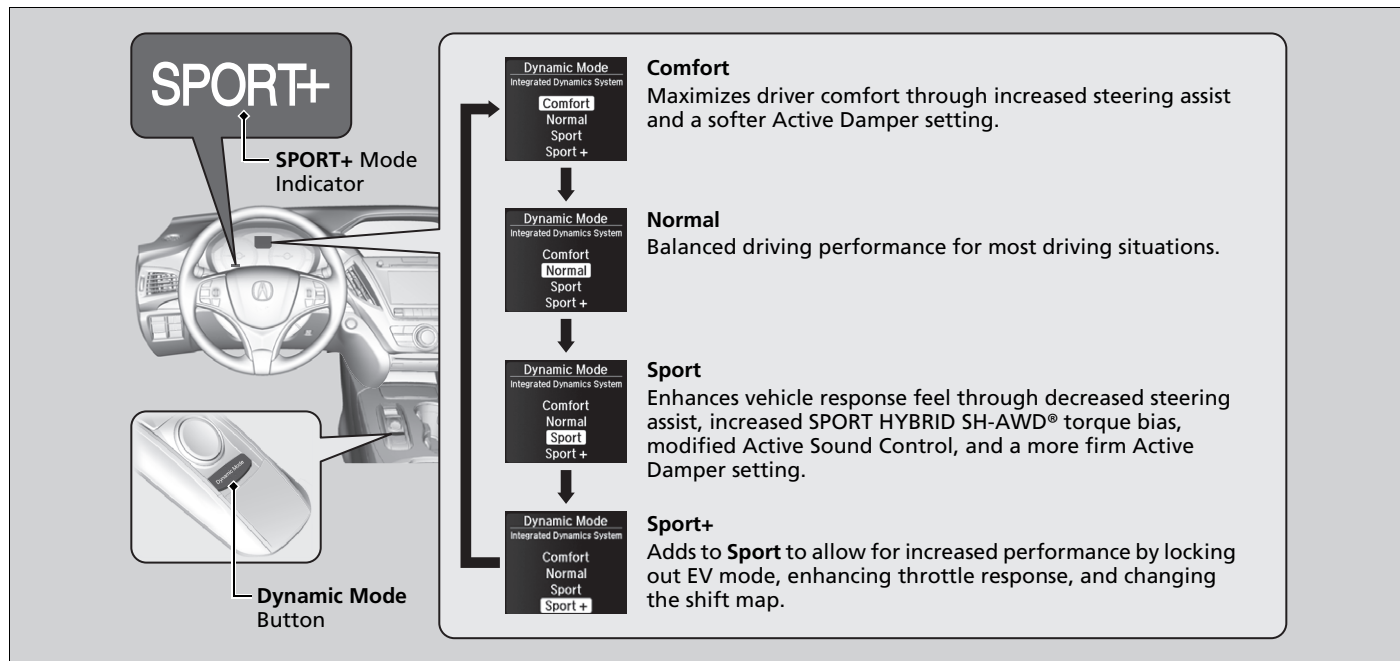 SPORT+
SPORT+ Mode
Indicator
Dynamic Mode
Dynamic Mode
Button
Dynamic Mode
Integrated Dynamics System
Comfort
Normal
Sport
Sport +
Comfort
Maximizes driver comfort through increased steering assist
and a softer Active Damper setting.
Dynamic Mode
Integrated Dynamics System
Comfort
Normal
Sport
Sport +
Normal
Balanced driving performance for most driving situations.
Dynamic Mode
Integrated Dynamics System
Comfort
Normal
Sport
Sport +
Sport
Enhances vehicle response feel through decreased steering
assist, increased SPORT HYBRID SH-AWD® torque bias,
modified Active Sound Control, and a more firm Active
Damper setting.
Dynamic Mode
Integrated Dynamics System
Comfort
Normal
Sport
Sport +
Sport+
Adds to Sport to allow for increased performance by locking
out EV mode, enhancing throttle response, and changing
the shift map.